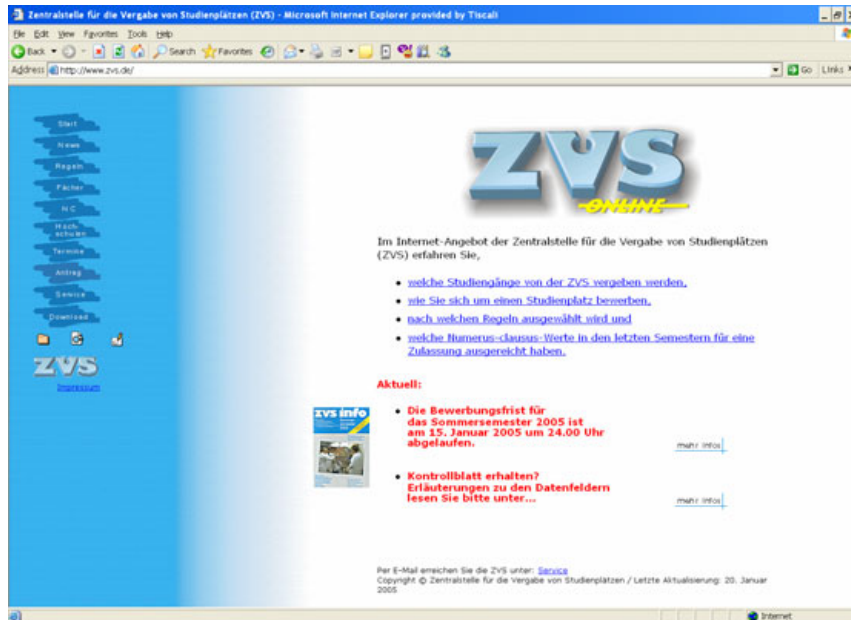 Zentralstelle für die Vergabe von Studienplätzen (ZVS) - Microsoft Internet Explorer provided by Tiscali
File Edit View Favorites Tools Help
Back Search Favorites
Address http://www.zvs.de/ Go Links
Start
News
Regeln
Fächer
NC
Hoch-
schulen
Termine
Antrag
Service
Download
ZVS
Impressum
ZVS
ONLINE
Im Internet-Angebot der Zentralstelle für die Vergabe von Studienplätzen
(ZVS) erfahren Sie,
welche Studiengänge von der ZVS vergeben werden,
wie Sie sich um einen Studienplatz bewerben,
nach welchen Regeln ausgewählt wird und
welche Numerus-clausus-Werte in den letzten Semestern für eine
Zulassung ausgereicht haben.
Aktuell:
zvs info
Die Bewerbungsfrist für
das Sommersemester 2005 ist
am 15. Januar 2005 um 24.00 Uhr
abgelaufen.
mehr Infos
Kontrollblatt erhalten?
Erläuterungen zu den Datenfeldern
lesen Sie bitte unter...
mehr Infos
Per E-Mail erreichen Sie die ZVS unter: Service
Copyright © Zentralstelle für die Vergabe von Studienplätzen / Letzte Aktualisierung: 20. Januar
2005
Internet